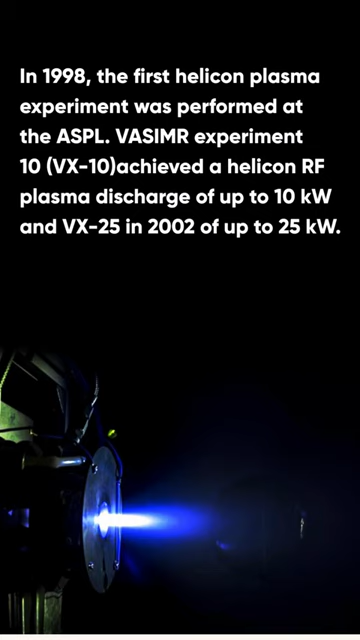 In 1998, the first helicon plasma
experiment was performed at
the ASPL. VASIMR experiment
10 (VX-10)achieved a helicon RF
plasma discharge of up to 10 kW
and VX-25 in 2002 of up to 25 kW.